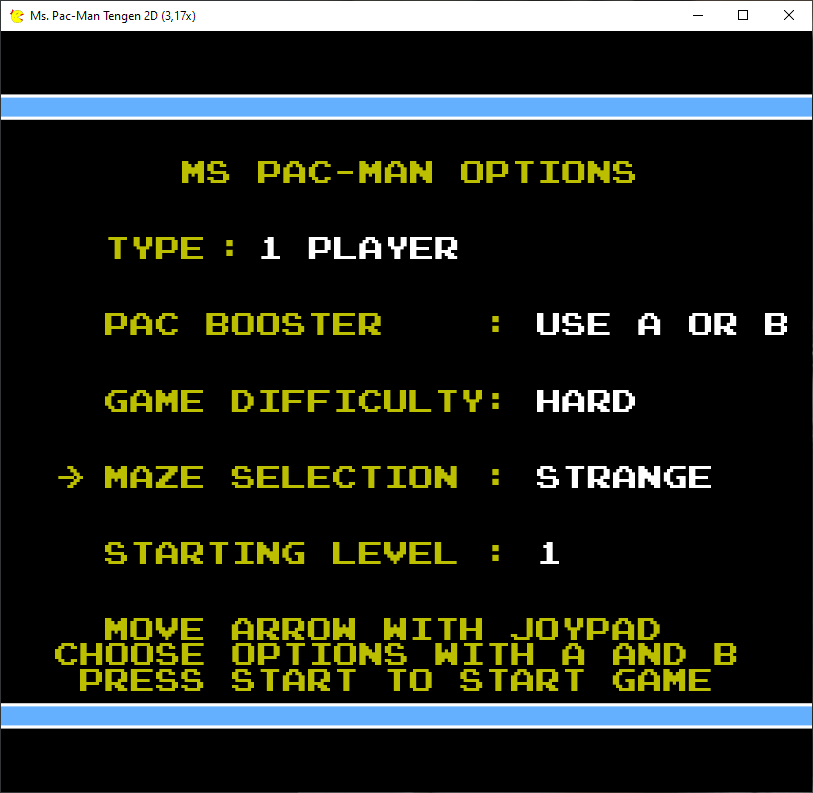 Ms. Pac-Man Tengen 2D (3,17x)
MS PAC-MAN OPTIONS
TYPE : 1 PLAYER
PAC BOOSTER : USE A OR B
GAME DIFFICULTY: HARD
→ MAZE SELECTION : STRANGE
STARTING LEVEL : 1
MOVE ARROW WITH JOYPAD
CHOOSE OPTIONS WITH A AND B
PRESS START TO START GAME